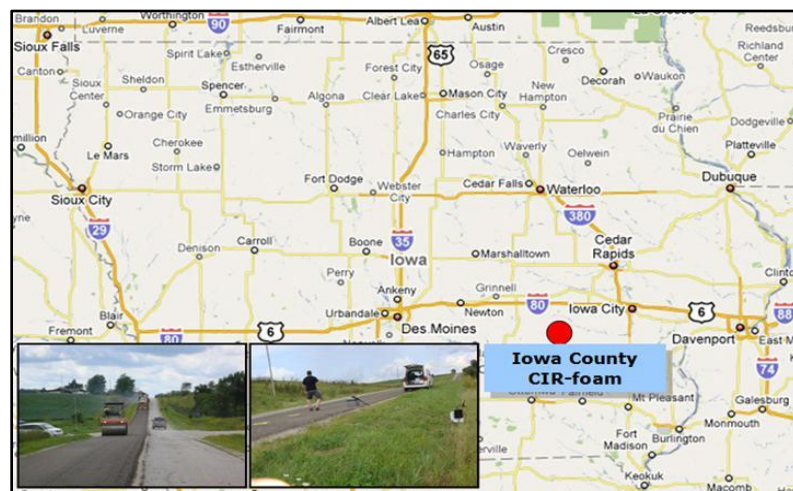 Brandon
Luverne
Worthington
90
Fairmont
Albert Lea
Austin
Sioux Falls
Spirit Lake
Estherville
Forest City
65
Osage
Cresco
Decorah
Waukon
Reedsburg
Richland Center
Canton
Sioux Center
Sheldon
Spencer
Emmetsburg
Algona
Clear Lake
Mason City
New Hampton
Prairie du Chien
Orange City
Charles City
Dodgeville
Cherokee
Le Mars
Storm Lake
Hampton
Waverly
Oelwein
Platteville
Sioux City
Fort Dodge
Webster City
Cedar Falls
Waterloo
Dubuque
29
380
Denison
Carroll
Boone
35
Iowa
Marshalltown
Cedar Rapids
Perry
Ankeny
Grinnell
Clinton
Blair
Urbandale
Newton
80
Iowa City
6
88
Fremont
80
6
Des Moines
Davenport
East M
Iowa County
CIR-foam
74
Galesburg
Mt Pleasant
Monmouth
Fort Madison
Burlington
Keokuk
Macomb